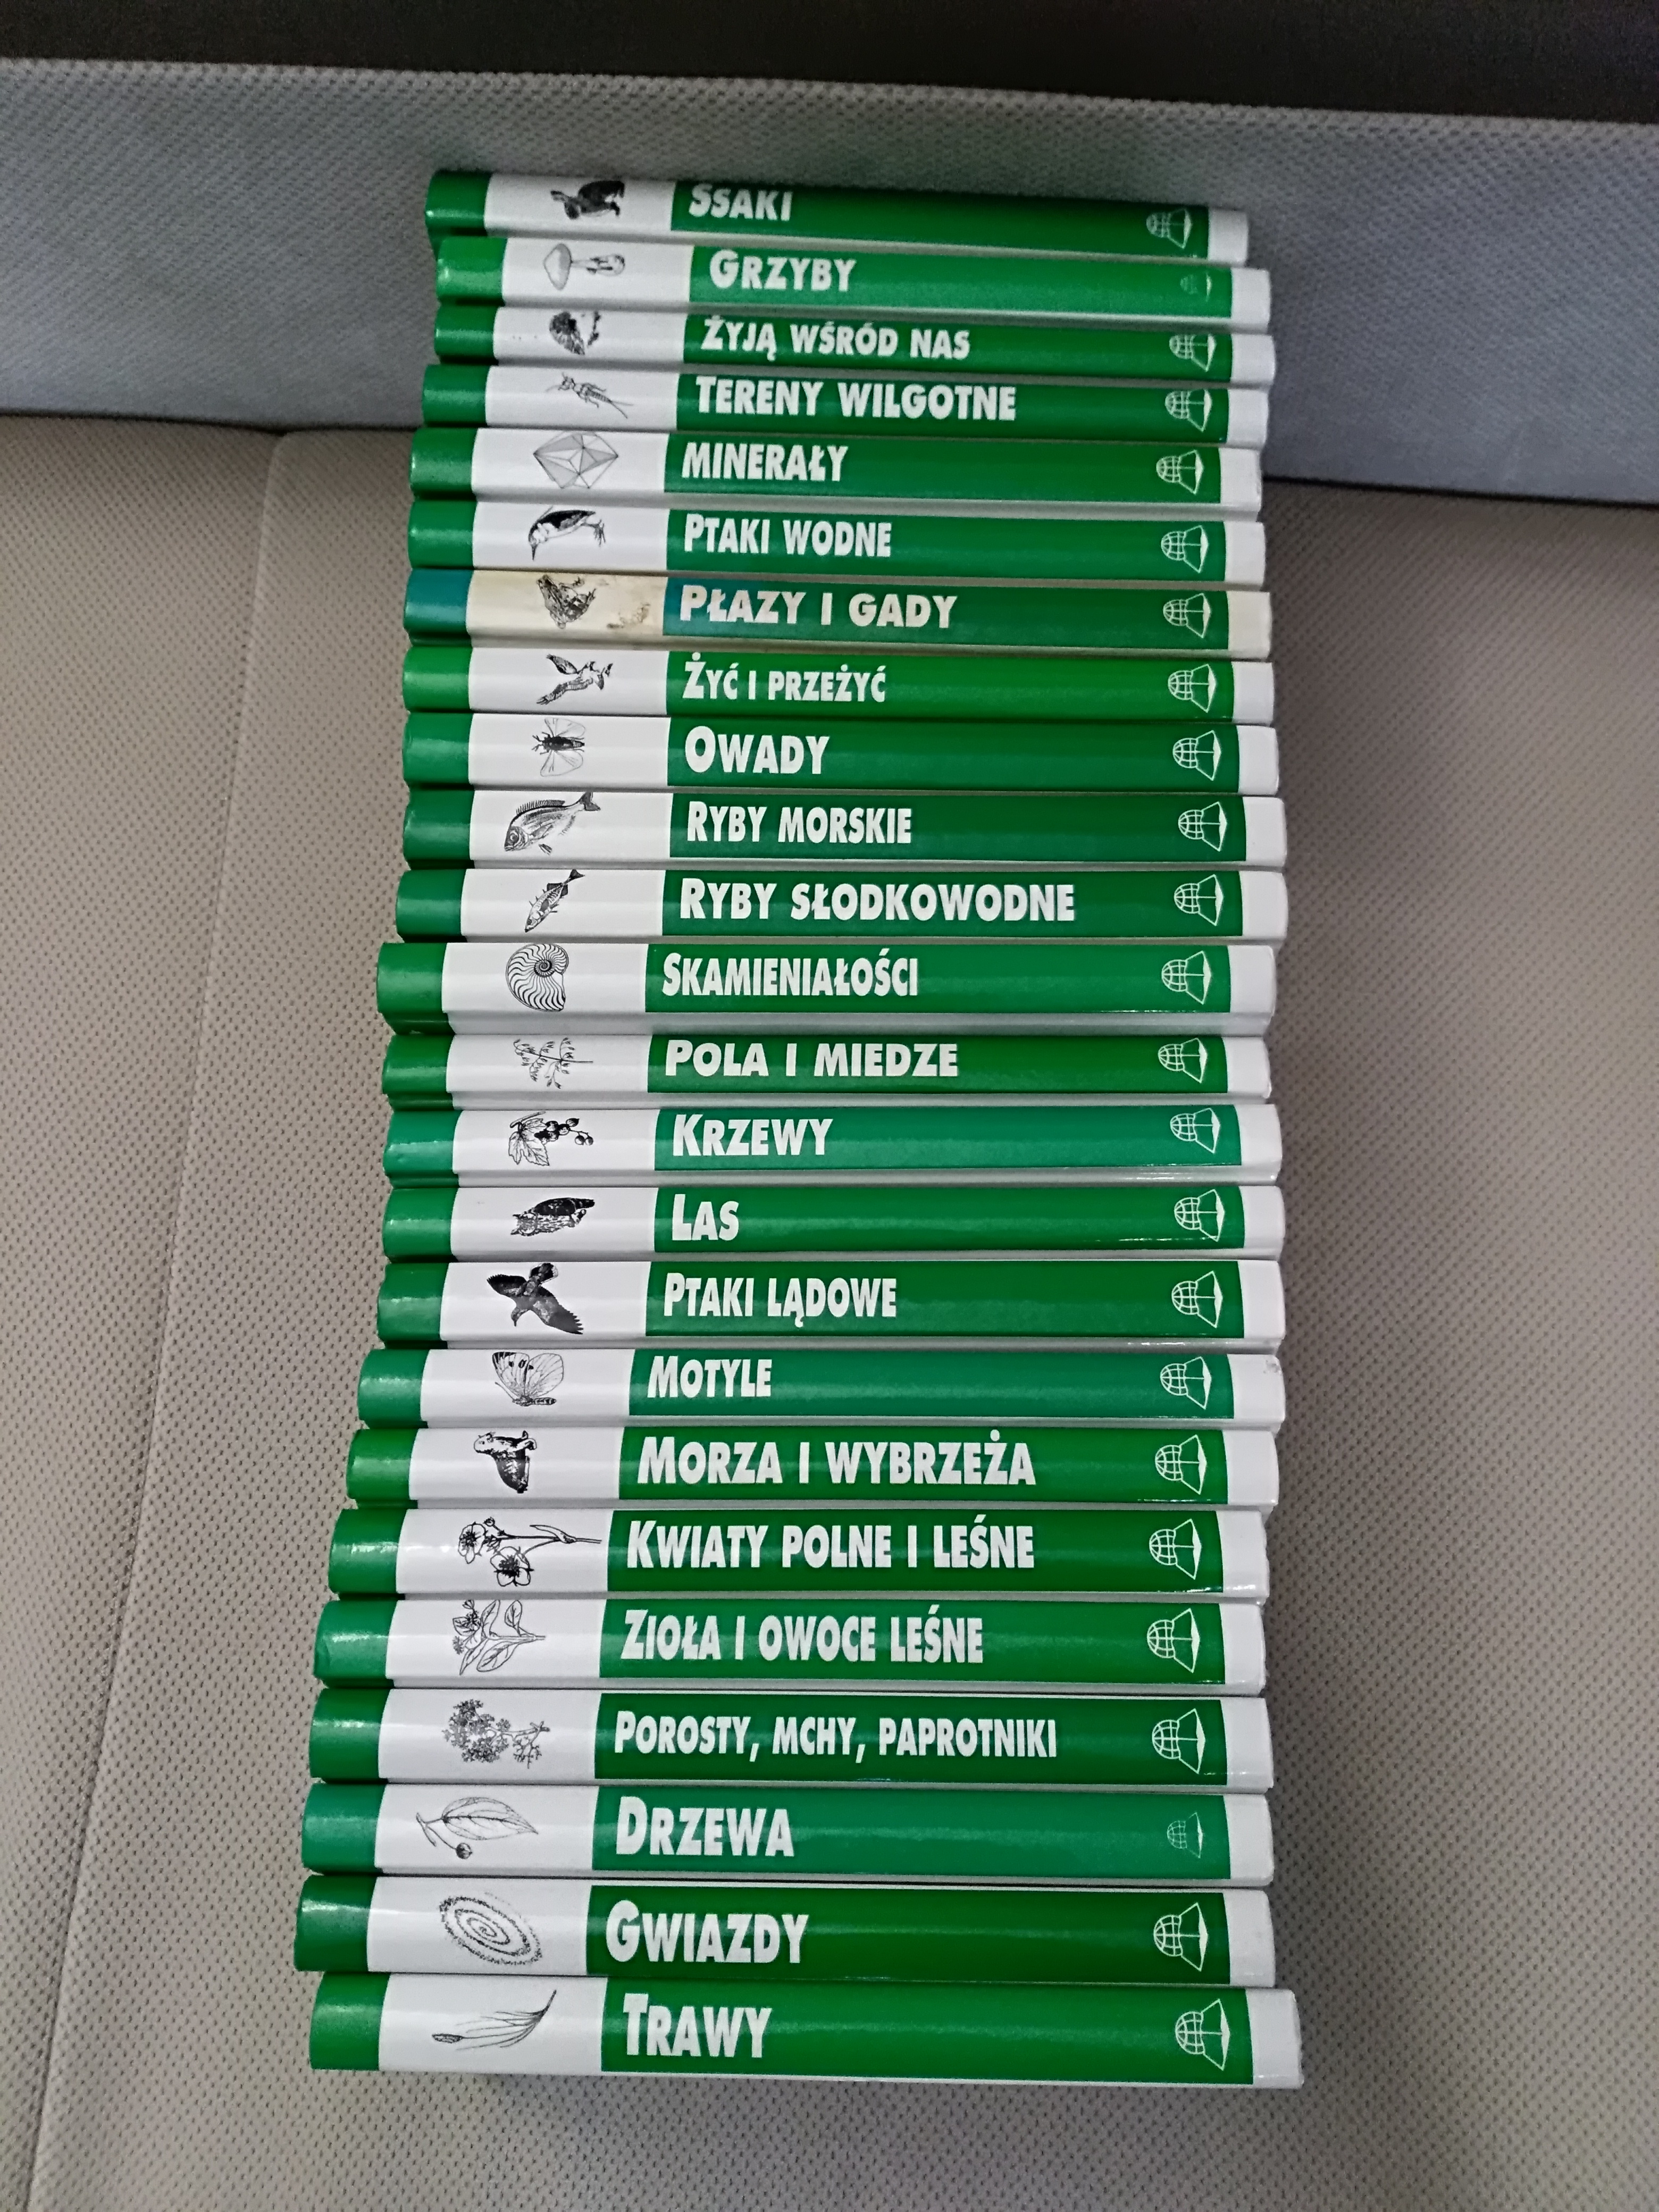 SSAKI
GRZYBY
ŻYJĄ WŚRÓD NAS
TERENY WILGOTNE
MINERAŁY
PTAKI WODNE
PŁAZY I GADY
ŻYĆ I PRZEŻYĆ
OWADY
RYBY MORSKIE
RYBY SŁODKOWODNE
SKAMIENIAŁOŚCI
POLA I MIEDZE
KRZEWY
LAS
PTAKI LĄDOWE
MOTYLE
MORZA I WYBRZEŻA
KWIATY POLNE I LEŚNE
ZIOŁA I OWOCE LEŚNE
POROSTY, MCHY, PAPROTNIKI
DRZEWA
GWIAZDY
TRAWY